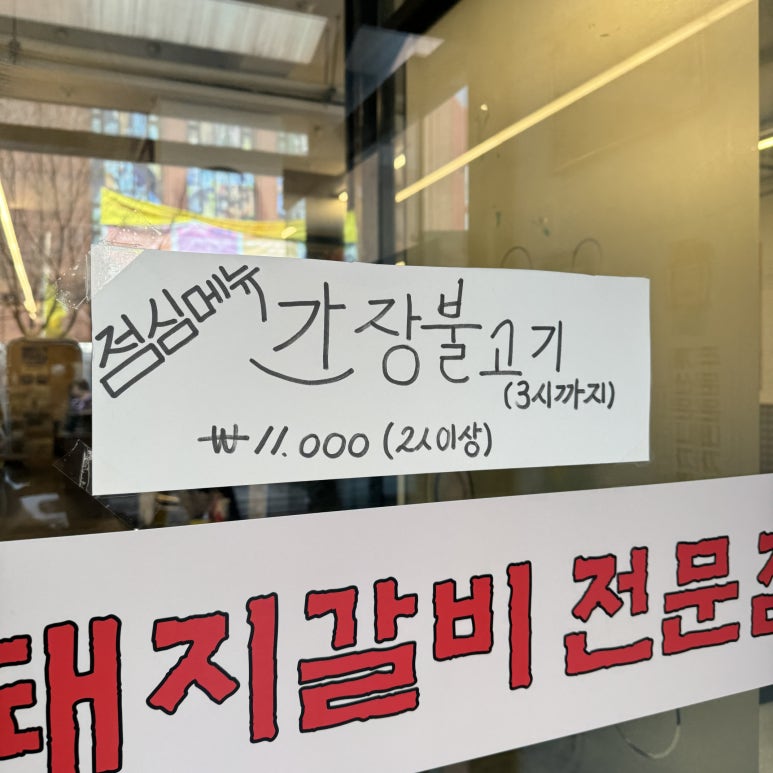 점심메뉴 간장불고기
(3시까지)
₩11.000 (2人이상)
돼지갈비 전문점